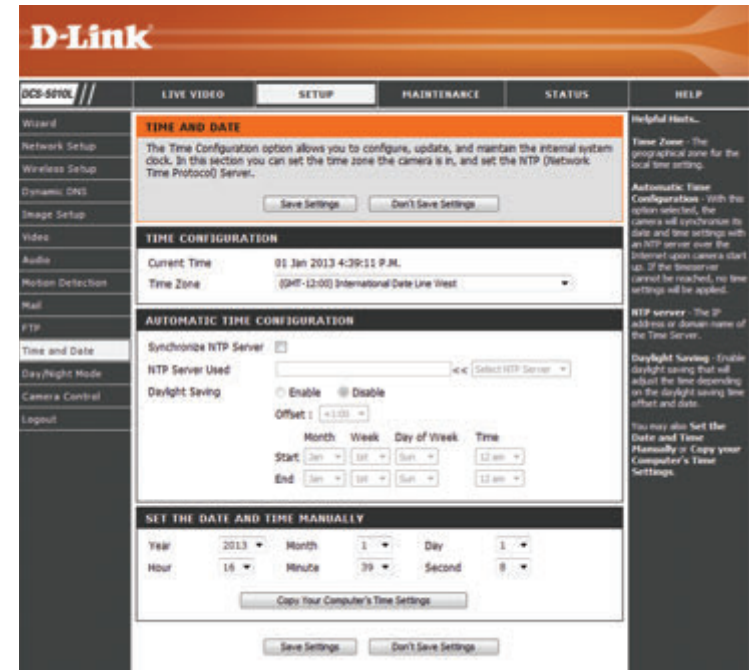 D-Link
DCS-5010L //
LIVE VIDEO
SETUP
MAINTENANCE
STATUS
HELP
Wizard
Network Setup
Wireless Setup
Dynamic DNS
Image Setup
Video
Audio
Motion Detection
Mail
FTP
Time and Date
Day/Night Mode
Camera Control
Logout
TIME AND DATE
The Time Configuration option allows you to configure, update, and maintan the internal system
clock. In this section you can set the time zone the camera is in, and set the NTP (Network
Time Protocol) Server.
Save Settings
Don't Save Settings
TIME CONFIGURATION
Current Time 01 Jan 2013 4:39:11 P.M.
Time Zone (GMT-12:00) International Date Line West
AUTOMATIC TIME CONFIGURATION
Synchronize NTP Server
NTP Server Used << Select NTP Server
Daylight Saving Enable Disable
Offset : +1:00
Month Week Day of Week Time
Start Jan 1st Sun 12 am
End Jan 1st Sun 12 am
SET THE DATE AND TIME MANUALLY
Year 2013 Month 1 Day 1
Hour 16 Minute 39 Second 8
Copy Your Computer's Time Settings
Save Settings
Don't Save Settings
Helpful Hints..
Time Zone - The
geographical zone for the
local time setting.
Automatic Time
Configuration - With this
option selected, the
camera will synchronize its
date and time settings with
an NTP server over the
Internet upon camera start
up. If the timeserver
cannot be reached, no time
settings will be applied.
NTP server - The IP
address or domain name of
the Time Server.
Daylight Saving - Enable
daylight saving that will
adjust the time depending
on the daylight saving time
offset and date.
You may also Set the
Date and Time
Manually or Copy your
Computer's Time
Settings.